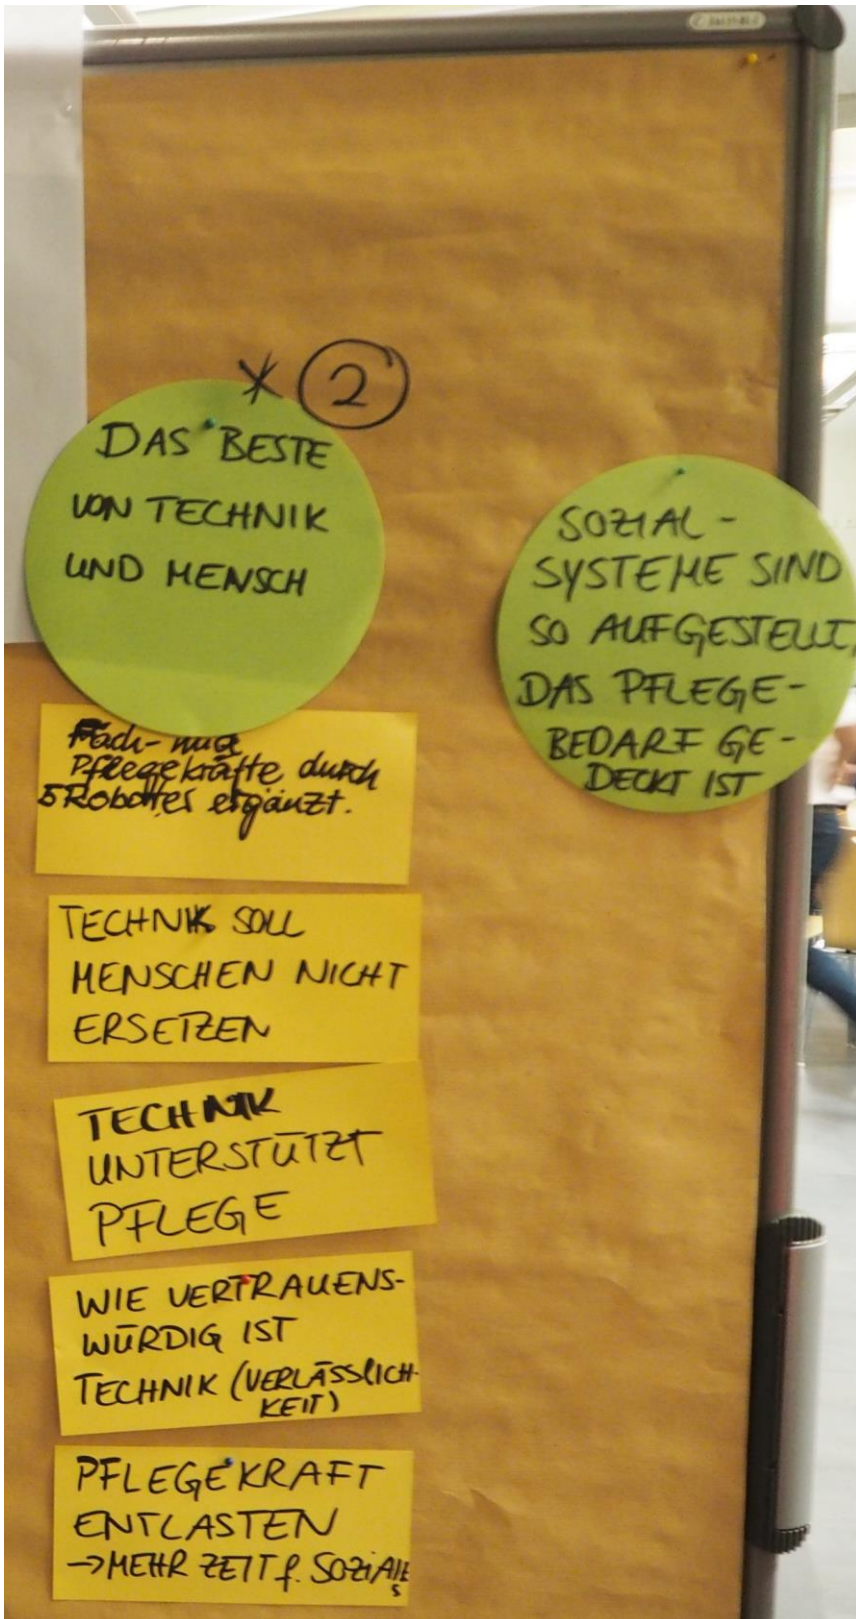 * 2
DAS BESTE
VON TECHNIK
UND MENSCH
Pflegekräfte durch
5 Roboter ergänzt.
TECHNIK SOLL
MENSCHEN NICHT
ERSETZEN
TECHNIK
UNTERSTÜTZT
PFLEGE
WIE VERTRAUENS-
WÜRDIG IST
TECHNIK (VERLÄSSLICH-
KEIT)
PFLEGEKRAFT
ENTLASTEN
→ MEHR ZEIT f. SOZIALES
SOZIAL-
SYSTEME SIND
SO AUFGESTELLT,
DAS PFLEGE-
BEDARF GE-
DECKT IST